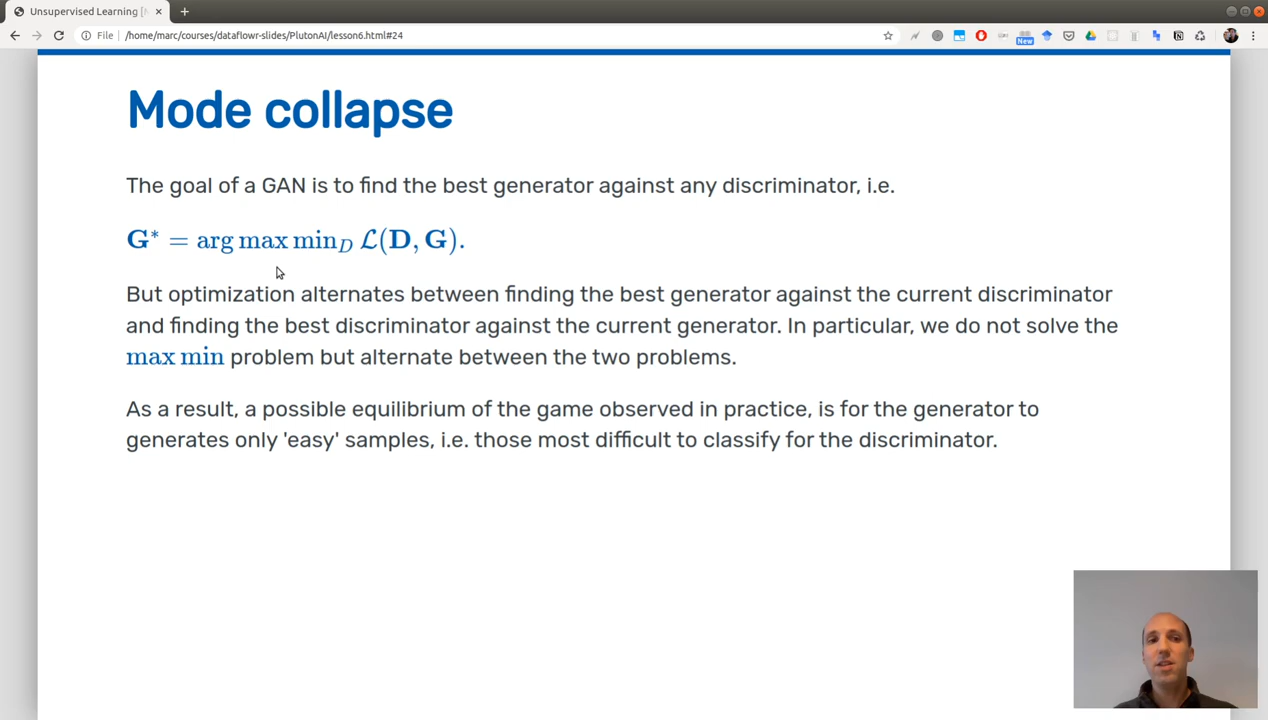 Unsupervised Learning [
File
/home/marc/courses/dataflowr-slides/PlutonAI/lesson6.html#24
New
Mode collapse
The goal of a GAN is to find the best generator against any discriminator, i.e.
G* = arg max min_D ℒ(D, G).
But optimization alternates between finding the best generator against the current discriminator
and finding the best discriminator against the current generator. In particular, we do not solve the
max min problem but alternate between the two problems.
As a result, a possible equilibrium of the game observed in practice, is for the generator to
generates only 'easy' samples, i.e. those most difficult to classify for the discriminator.